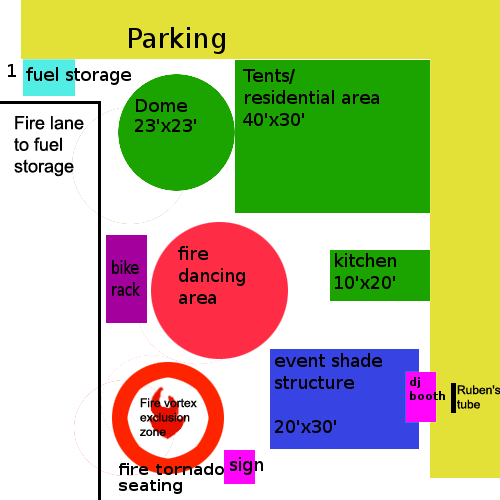 Parking
1
fuel storage
Tents/
residential area
40'x30'
Dome
23'x23'
Fire lane
to fuel
storage
fire
dancing
area
bike
rack
kitchen
10'x20'
event shade
structure
20'x30'
dj
booth
Ruben's
tube
Fire vortex
exclusion
zone
sign
fire tornado
seating